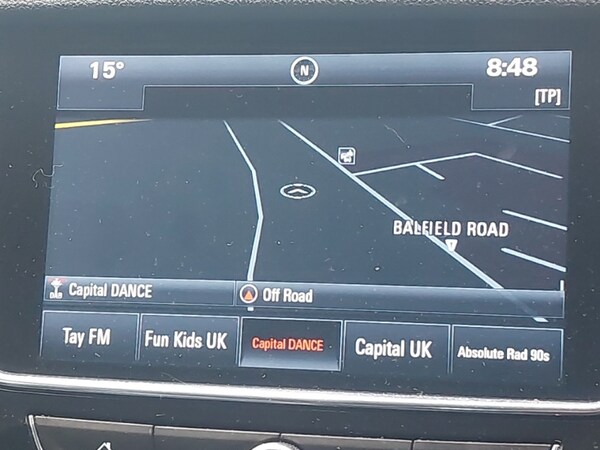 15° N 8:48
[TP]
BALFIELD ROAD
DAB Capital DANCE Off Road
Tay FM Fun Kids UK Capital DANCE Capital UK Absolute Rad 90s